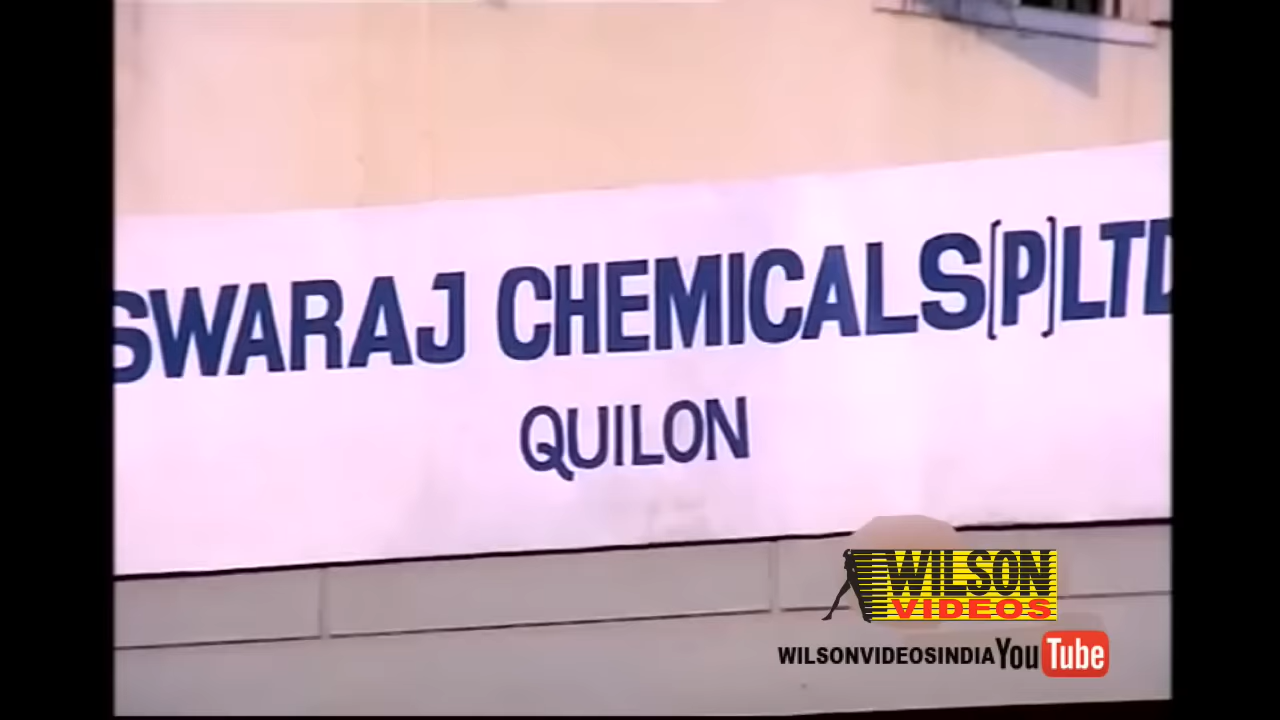 SWARAJ CHEMICALS [P] LTD
QUILON
WILSON
VIDEOS
WILSONVIDEOSINDIA YouTube